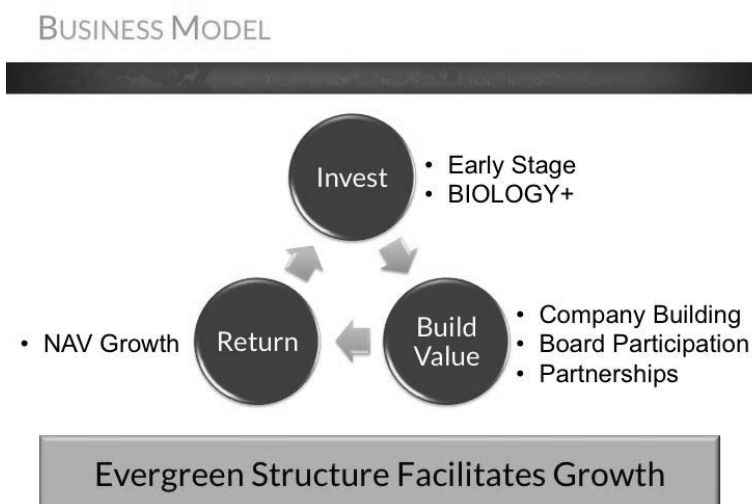 BUSINESS MODEL
Invest
• Early Stage
• BIOLOGY+
Build
Value
• Company Building
• Board Participation
• Partnerships
Return
• NAV Growth
Evergreen Structure Facilitates Growth